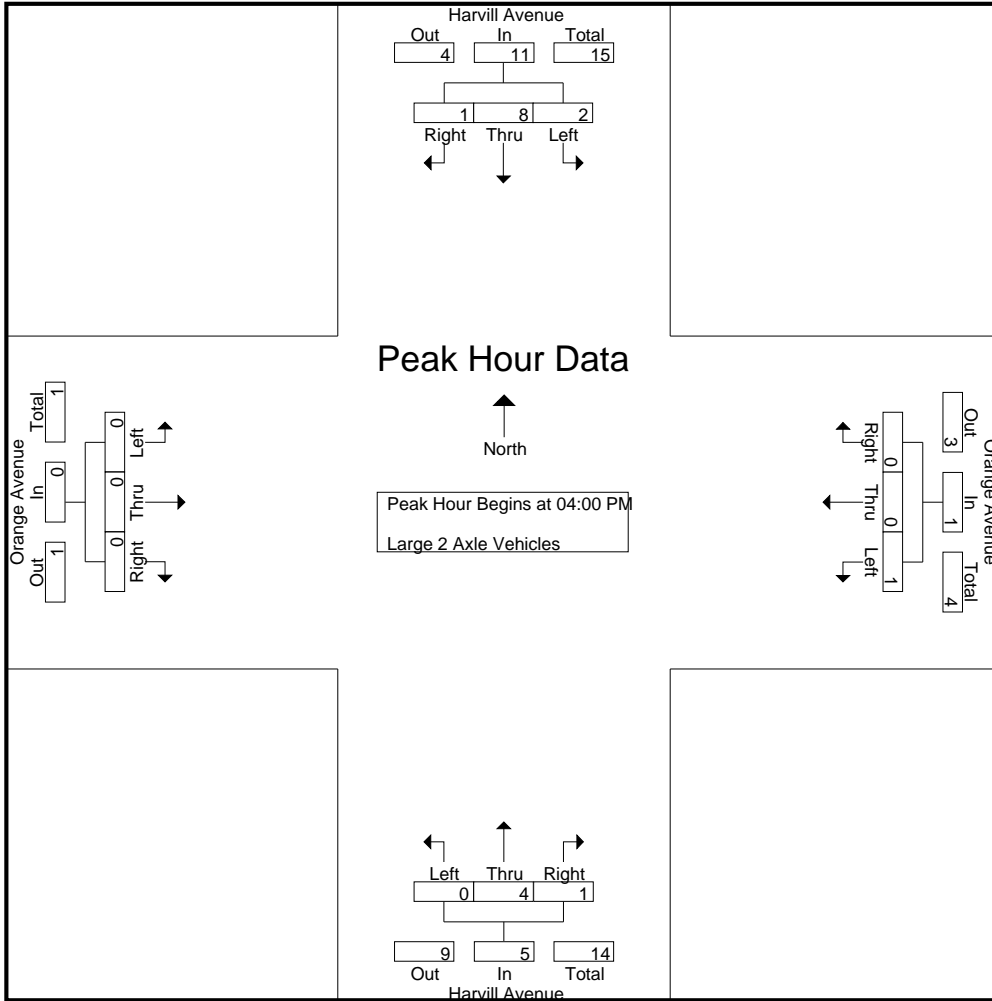 Harvill Avenue
Out In Total
4 11 15
1 8 2
Right Thru Left
Peak Hour Data
North
Peak Hour Begins at 04:00 PM
Large 2 Axle Vehicles
Orange Avenue
Out In Total
1 0 1
Right Thru Left
0 0 0
Orange Avenue
Out In Total
3 1 4
Right Thru Left
0 0 1
Left Thru Right
0 4 1
9 5 14
Out In Total
Harvill Avenue